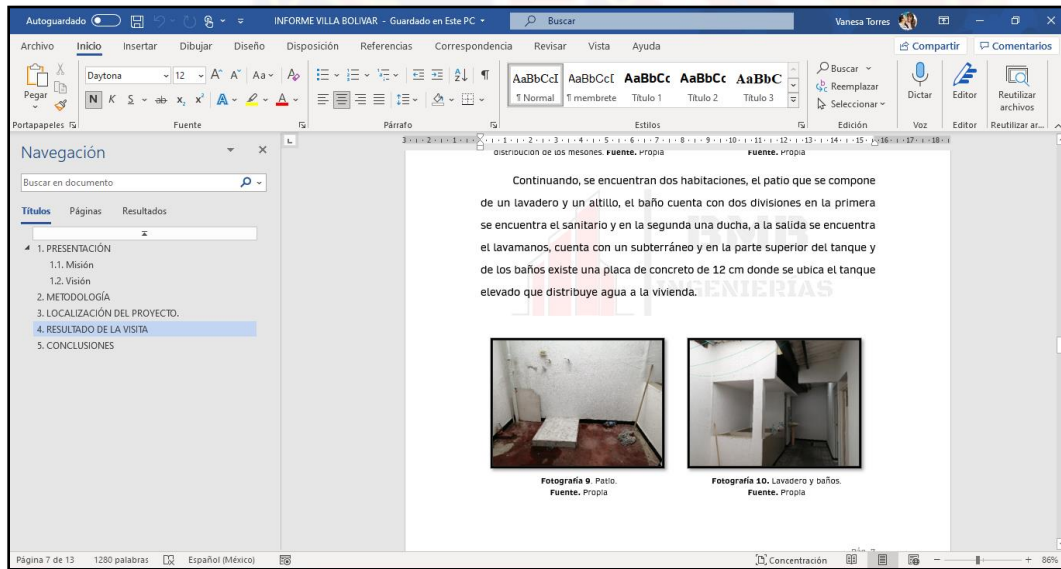 Autoguardado
INFORME VILLA BOLIVAR - Guardado en Este PC
Buscar
Vanesa Torres
Archivo Inicio Insertar Dibujar Diseño Disposición Referencias Correspondencia Revisar Vista Ayuda
Compartir Comentarios
Pegar
Daytona 12
Portapapeles
Fuente
Párrafo
AaBbCcI AaBbCcI AaBbCc AaBbCc AaBbC
¶ Normal ¶ membrete Título 1 Título 2 Título 3
Estilos
Buscar
Reemplazar
Seleccionar
Edición
Dictar
Voz
Editor
Editor
Reutilizar archivos
Reutilizar ar...
Navegación
Buscar en documento
Títulos Páginas Resultados
1. PRESENTACIÓN
1.1. Misión
1.2. Visión
2. METODOLOGÍA
3. LOCALIZACIÓN DEL PROYECTO.
4. RESULTADO DE LA VISITA
5. CONCLUSIONES
distribución de los mesones. Fuente. Propia
Fuente. Propia
Continuando, se encuentran dos habitaciones, el patio que se compone
de un lavadero y un altillo, el baño cuenta con dos divisiones en la primera
se encuentra el sanitario y en la segunda una ducha, a la salida se encuentra
el lavamanos, cuenta con un subterráneo y en la parte superior del tanque y
de los baños existe una placa de concreto de 12 cm donde se ubica el tanque
elevado que distribuye agua a la vivienda.
INGENIERÍAS
Fotografía 9. Patio.
Fuente. Propia
Fotografía 10. Lavadero y baños.
Fuente. Propia
Página 7 de 13 1280 palabras Español (México)
Concentración
86%